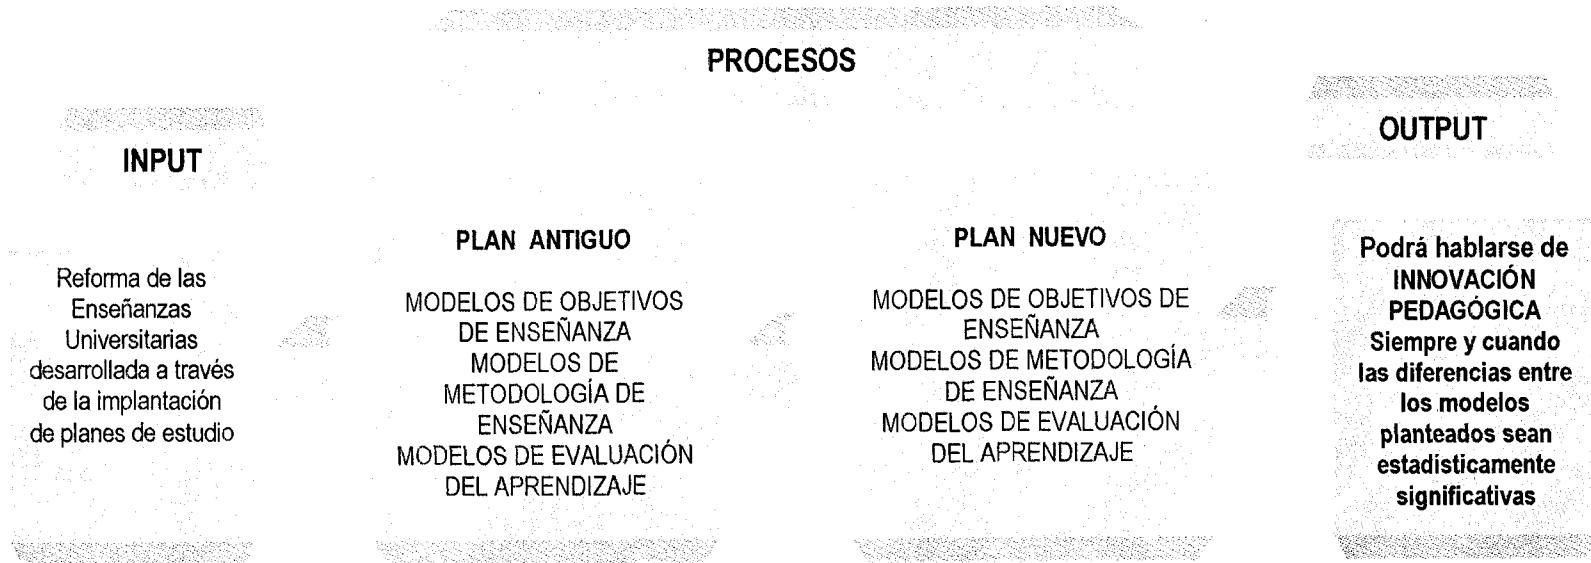 PROCESOS
INPUT
OUTPUT
Reforma de las
Enseñanzas
Universitarias
desarrollada a través
de la implantación
de planes de estudio
PLAN ANTIGUO
MODELOS DE OBJETIVOS
DE ENSEÑANZA
MODELOS DE
METODOLOGÍA DE
ENSEÑANZA
MODELOS DE EVALUACIÓN
DEL APRENDIZAJE
PLAN NUEVO
MODELOS DE OBJETIVOS DE
ENSEÑANZA
MODELOS DE METODOLOGÍA
DE ENSEÑANZA
MODELOS DE EVALUACIÓN
DEL APRENDIZAJE
Podrá hablarse de
INNOVACIÓN
PEDAGÓGICA
Siempre y cuando
las diferencias entre
los modelos
planteados sean
estadísticamente
significativas